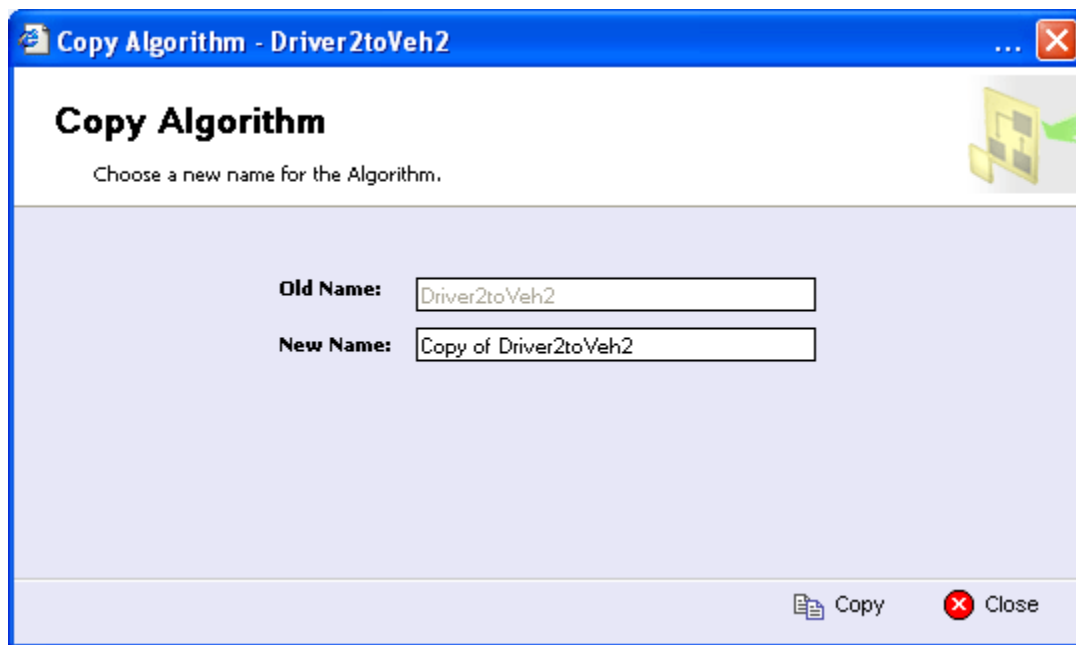 Copy Algorithm - Driver2toVeh2 ...
Copy Algorithm
Choose a new name for the Algorithm.
Old Name: Driver2toVeh2
New Name: Copy of Driver2toVeh2
Copy Close